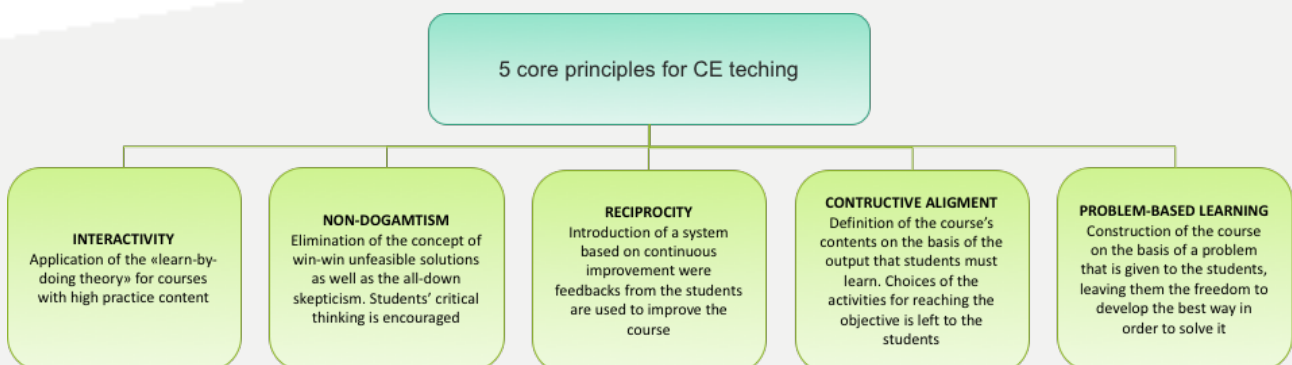 5 core principles for CE teching
INTERACTIVITY
Application of the «learn-by-
doing theory» for courses
with high practice content
NON-DOGAMTISM
Elimination of the concept of
win-win unfeasible solutions
as well as the all-down
skepticism. Students’ critical
thinking is encouraged
RECIPROCITY
Introduction of a system
based on continuous
improvement were
feedbacks from the students
are used to improve the
course
CONTRUCTIVE ALIGMENT
Definition of the course’s
contents on the basis of the
output that students must
learn. Choices of the
activities for reaching the
objective is left to the
students
PROBLEM-BASED LEARNING
Construction of the course
on the basis of a problem
that is given to the students,
leaving them the freedom to
develop the best way in
order to solve it